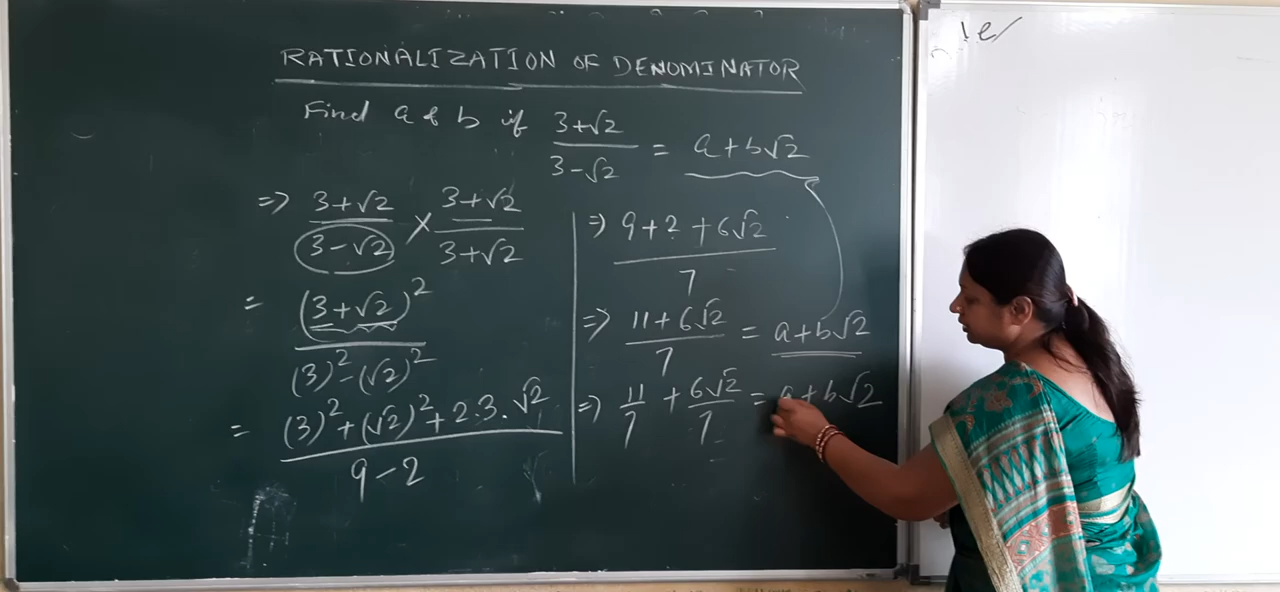 RATIONALIZATION OF DENOMINATOR
Find a & b if (3+√2)/(3-√2) = a+b√2
=> (3+√2)/(3-√2) × (3+√2)/(3+√2)
= (3+√2)²/((3)²-(√2)²)
= ((3)²+(√2)²+2.3.√2)/(9-2)
=> (9+2+6√2)/7
=> (11+6√2)/7 = a+b√2
=> 11/7 + 6√2/7 = a+b√2